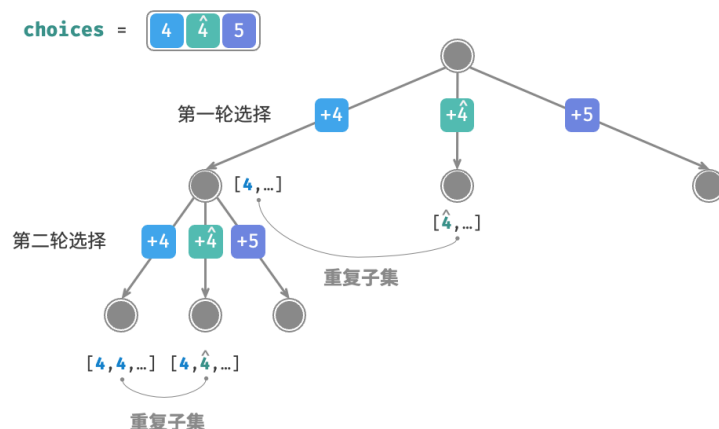 choices = 4 4̂ 5
第一轮选择 +4 +4̂ +5
[4,…]
[4̂,…]
第二轮选择 +4 +4̂ +5
重复子集
[4,4,…] [4,4̂,…]
重复子集